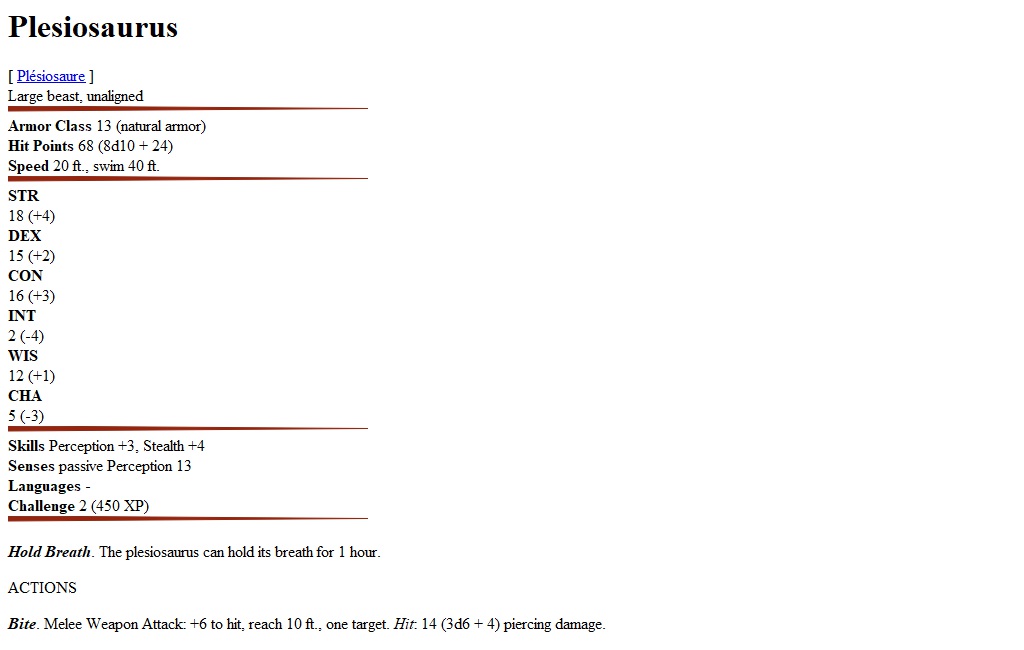 Plesiosaurus
[ Plésiosaure ]
Large beast, unaligned
Armor Class 13 (natural armor)
Hit Points 68 (8d10 + 24)
Speed 20 ft., swim 40 ft.
STR
18 (+4)
DEX
15 (+2)
CON
16 (+3)
INT
2 (-4)
WIS
12 (+1)
CHA
5 (-3)
Skills Perception +3, Stealth +4
Senses passive Perception 13
Languages -
Challenge 2 (450 XP)
Hold Breath. The plesiosaurus can hold its breath for 1 hour.
ACTIONS
Bite. Melee Weapon Attack: +6 to hit, reach 10 ft., one target. Hit: 14 (3d6 + 4) piercing damage.